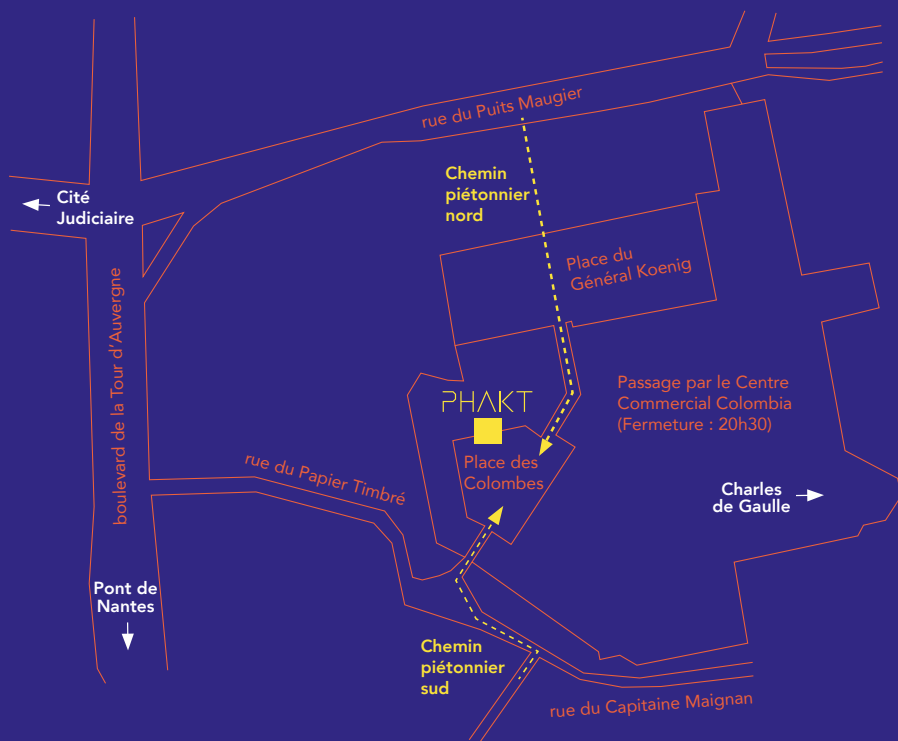 rue du Puits Maugier
Chemin
piétonnier
nord
Cité
Judiciaire
Place du
Général Koenig
boulevard de la Tour d'Auvergne
PHAKT
Passage par le Centre
Commercial Colombia
(Fermeture : 20h30)
Place des
Colombes
rue du Papier Timbré
Charles
de Gaulle
Pont de
Nantes
Chemin
piétonnier
sud
rue du Capitaine Maignan